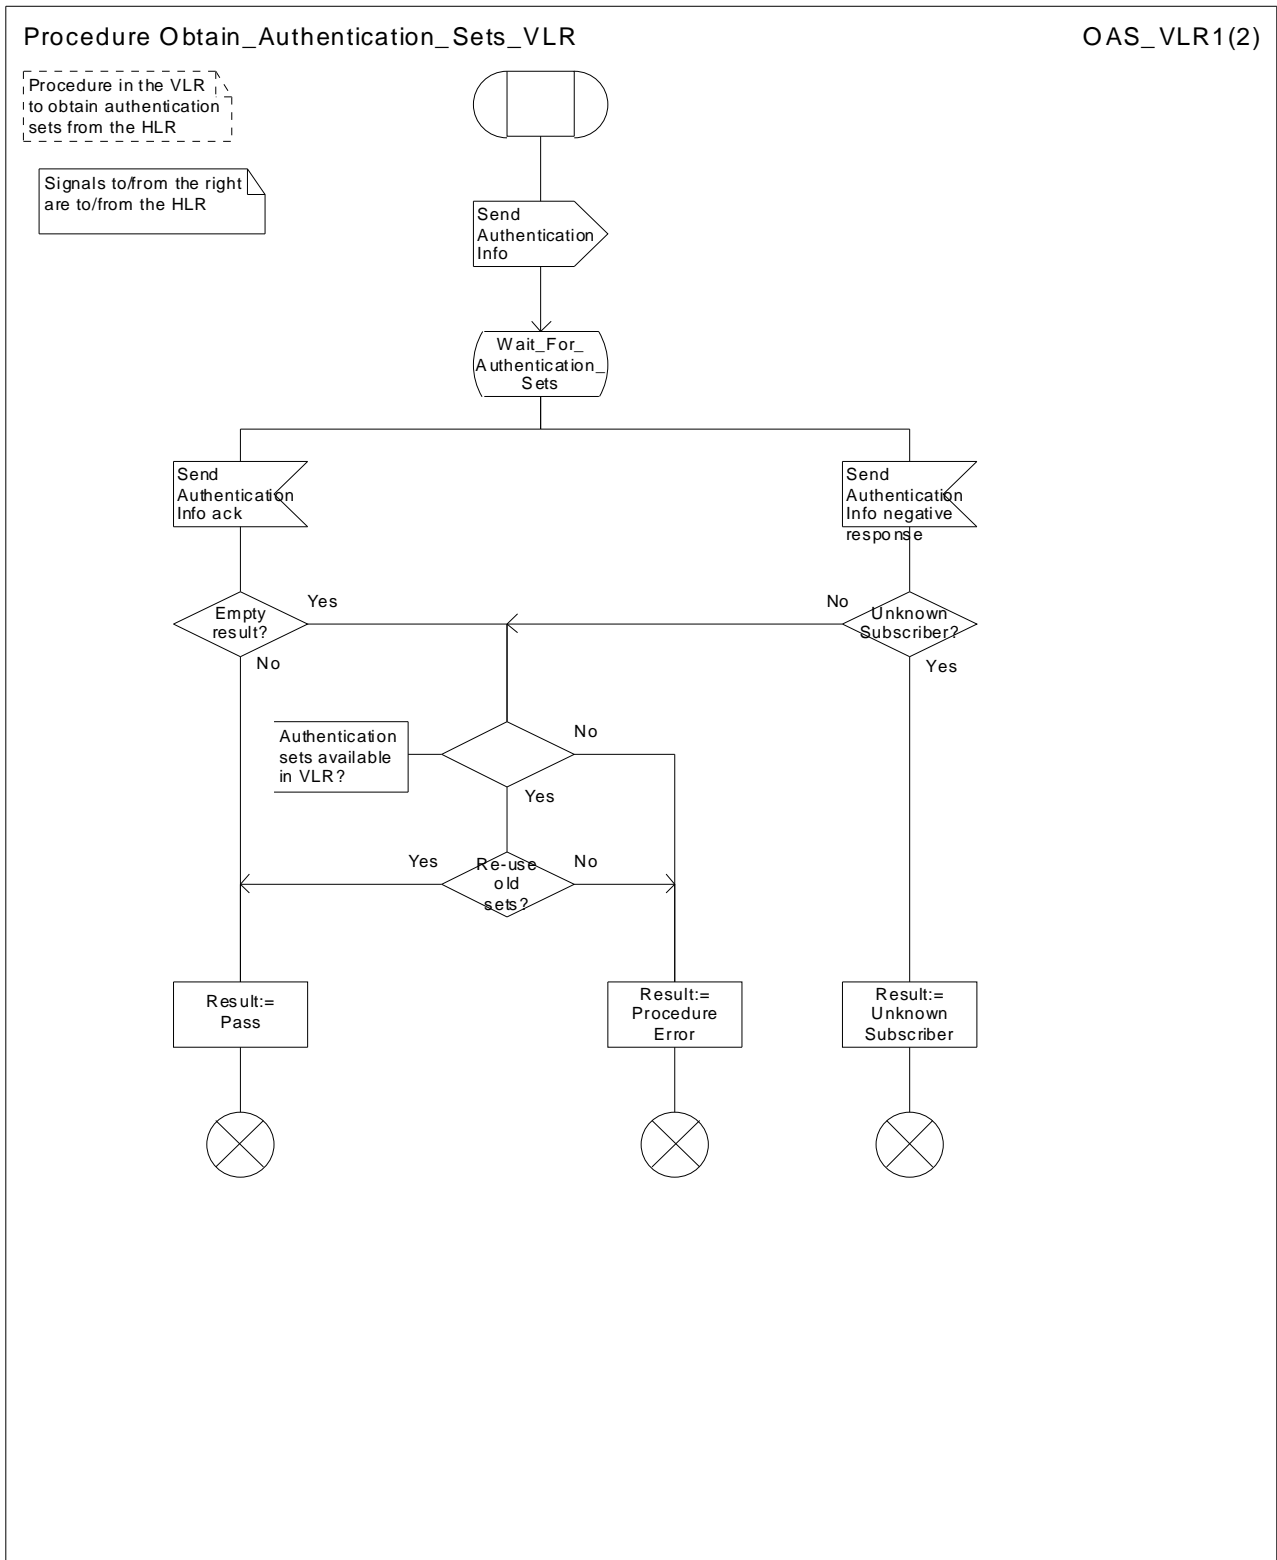 Procedure Obtain_Authentication_Sets_VLR
OAS_VLR1(2)
Procedure in the VLR
to obtain authentication
sets from the HLR
Signals to/from the right
are to/from the HLR
Send
Authentication
Info
Wait_For_
Authentication_
Sets
Send
Authentication
Info ack
Send
Authentication
Info negative
response
Empty
result?
Yes
No
No
Unknown
Subscriber?
Yes
Authentication
sets available
in VLR?
No
Yes
Yes
Re-use
old
sets?
No
Result:=
Pass
Result:=
Procedure
Error
Result:=
Unknown
Subscriber